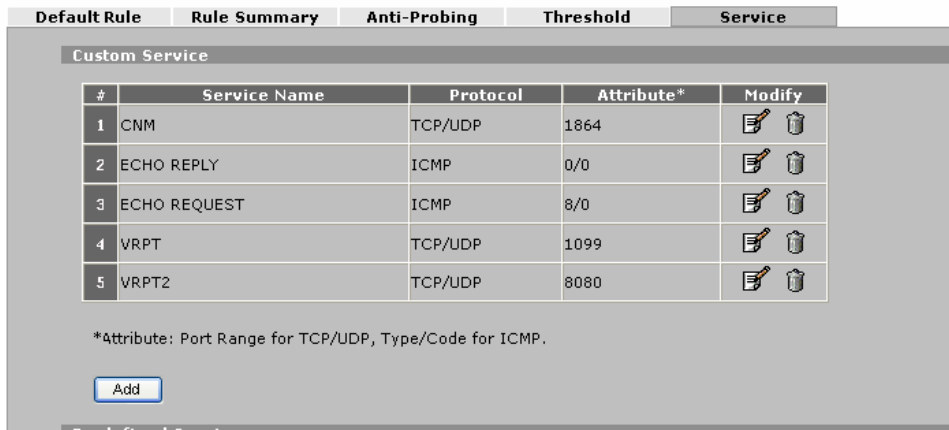 Default Rule Rule Summary Anti-Probing Threshold Service
Custom Service
# Service Name Protocol Attribute* Modify
1 CNM TCP/UDP 1864
2 ECHO REPLY ICMP 0/0
3 ECHO REQUEST ICMP 8/0
4 VRPT TCP/UDP 1099
5 VRPT2 TCP/UDP 8080
*Attribute: Port Range for TCP/UDP, Type/Code for ICMP.
Add